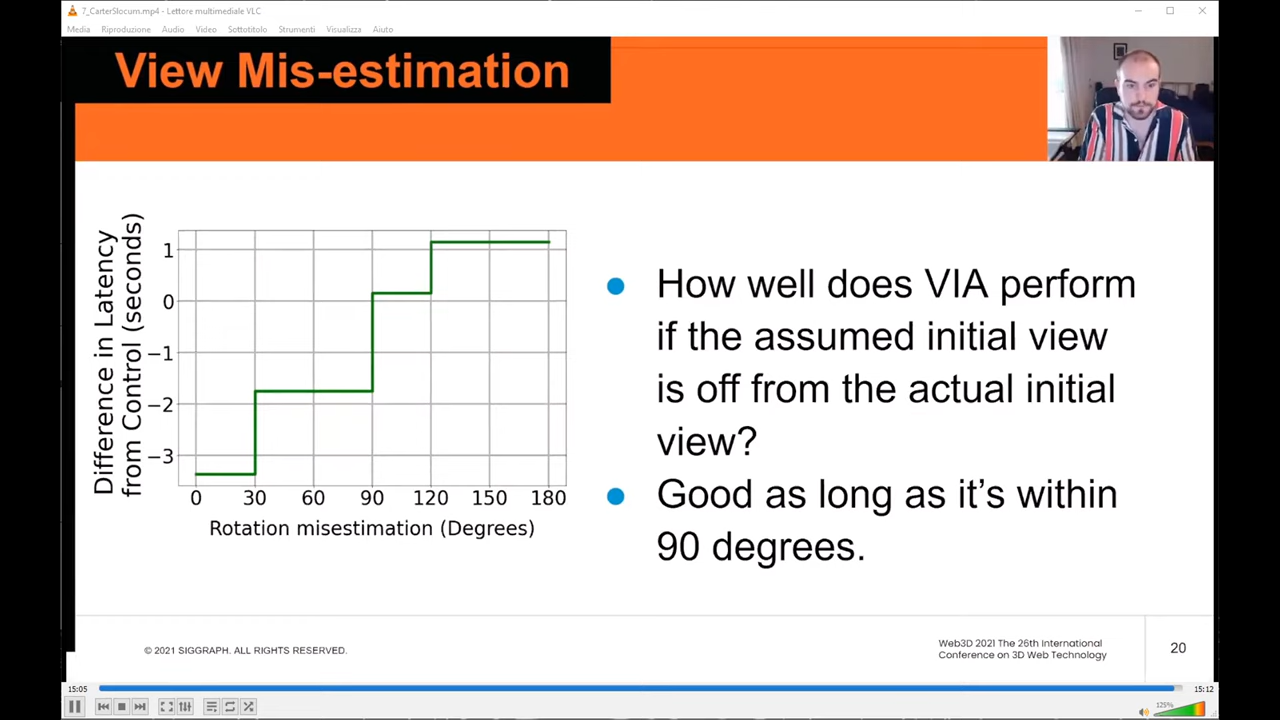 7_CarterSlocum.mp4 - Lettore multimediale VLC
Media Riproduzione Audio Video Sottotitolo Strumenti Visualizza Aiuto
View Mis-estimation
Difference in Latency
from Control (seconds)
1
0
−1
−2
−3
0 30 60 90 120 150 180
Rotation misestimation (Degrees)
How well does VIA perform
if the assumed initial view
is off from the actual initial
view?
Good as long as it's within
90 degrees.
© 2021 SIGGRAPH. ALL RIGHTS RESERVED.
Web3D 2021 The 26th International
Conference on 3D Web Technology
20
15:05
15:12
125%